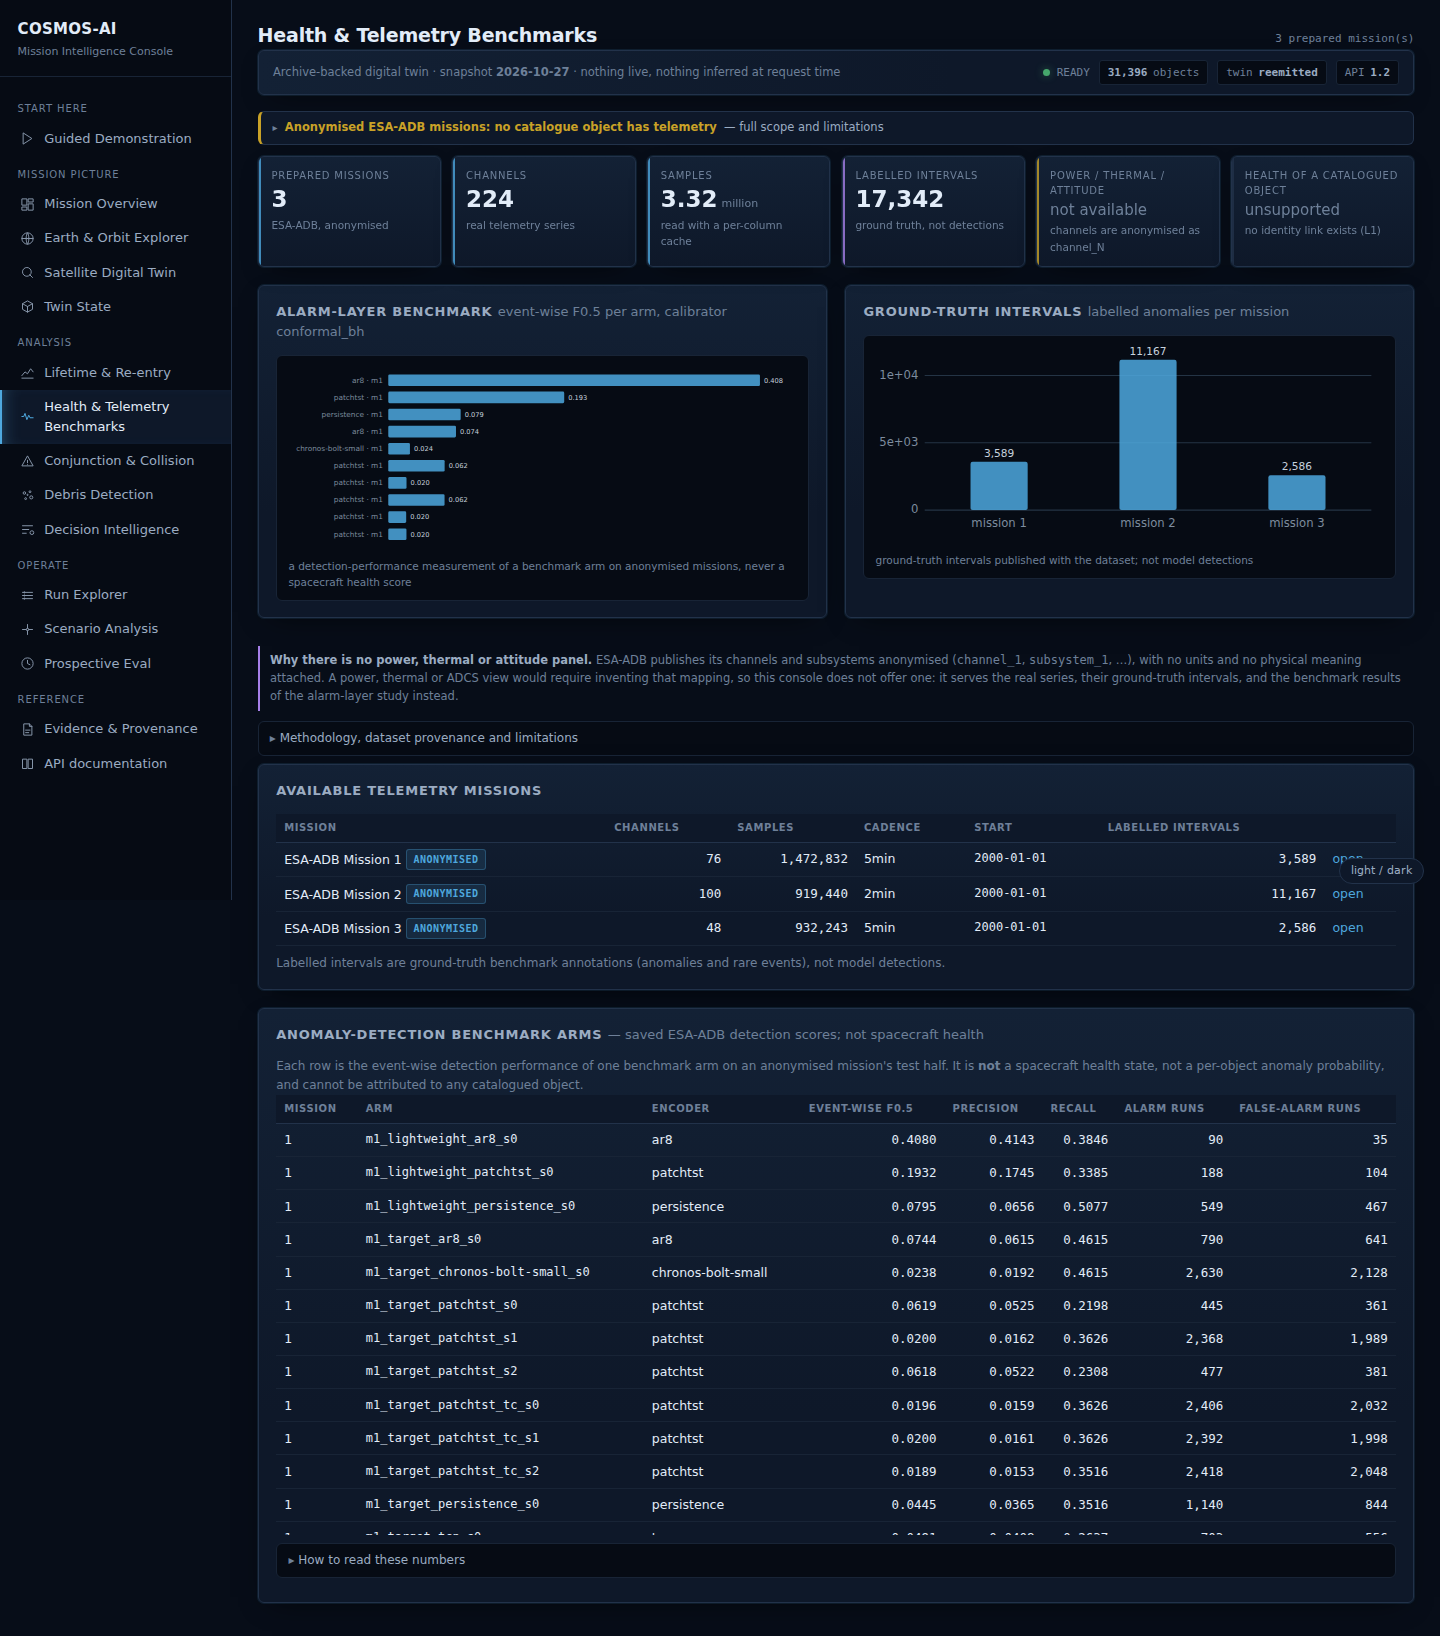 COSMOS-AI
Mission Intelligence Console
START HERE
Guided Demonstration
MISSION PICTURE
Mission Overview
Earth & Orbit Explorer
Satellite Digital Twin
Twin State
ANALYSIS
Lifetime & Re-entry
Health & Telemetry
Benchmarks
Conjunction & Collision
Debris Detection
Decision Intelligence
OPERATE
Run Explorer
Scenario Analysis
Prospective Eval
REFERENCE
Evidence & Provenance
API documentation
Health & Telemetry Benchmarks
3 prepared mission(s)
Archive-backed digital twin · snapshot 2026-10-27 · nothing live, nothing inferred at request time
READY
31,396 objects
twin reemitted
API 1.2
▸ Anonymised ESA-ADB missions: no catalogue object has telemetry — full scope and limitations
PREPARED MISSIONS
3
ESA-ADB, anonymised
CHANNELS
224
real telemetry series
SAMPLES
3.32 million
read with a per-column
cache
LABELLED INTERVALS
17,342
ground truth, not detections
POWER / THERMAL /
ATTITUDE
not available
channels are anonymised as
channel_N
HEALTH OF A CATALOGUED
OBJECT
unsupported
no identity link exists (L1)
ALARM-LAYER BENCHMARK event-wise F0.5 per arm, calibrator
conformal_bh
ar8 · m1 0.408
patchtst · m1 0.193
persistence · m1 0.079
ar8 · m1 0.074
chronos-bolt-small · m1 0.024
patchtst · m1 0.062
patchtst · m1 0.020
patchtst · m1 0.062
patchtst · m1 0.020
patchtst · m1 0.020
a detection-performance measurement of a benchmark arm on anonymised missions, never a
spacecraft health score
GROUND-TRUTH INTERVALS labelled anomalies per mission
11,167
1e+04
5e+03
3,589
2,586
0
mission 1 mission 2 mission 3
ground-truth intervals published with the dataset; not model detections
Why there is no power, thermal or attitude panel. ESA-ADB publishes its channels and subsystems anonymised (channel_1, subsystem_1, …), with no units and no physical meaning
attached. A power, thermal or ADCS view would require inventing that mapping, so this console does not offer one: it serves the real series, their ground-truth intervals, and the benchmark results
of the alarm-layer study instead.
▸ Methodology, dataset provenance and limitations
AVAILABLE TELEMETRY MISSIONS
MISSION CHANNELS SAMPLES CADENCE START LABELLED INTERVALS
ESA-ADB Mission 1 ANONYMISED 76 1,472,832 5min 2000-01-01 3,589 open
light / dark
ESA-ADB Mission 2 ANONYMISED 100 919,440 2min 2000-01-01 11,167 open
ESA-ADB Mission 3 ANONYMISED 48 932,243 5min 2000-01-01 2,586 open
Labelled intervals are ground-truth benchmark annotations (anomalies and rare events), not model detections.
ANOMALY-DETECTION BENCHMARK ARMS — saved ESA-ADB detection scores; not spacecraft health
Each row is the event-wise detection performance of one benchmark arm on an anonymised mission's test half. It is not a spacecraft health state, not a per-object anomaly probability,
and cannot be attributed to any catalogued object.
MISSION ARM ENCODER EVENT-WISE F0.5 PRECISION RECALL ALARM RUNS FALSE-ALARM RUNS
1 m1_lightweight_ar8_s0 ar8 0.4080 0.4143 0.3846 90 35
1 m1_lightweight_patchtst_s0 patchtst 0.1932 0.1745 0.3385 188 104
1 m1_lightweight_persistence_s0 persistence 0.0795 0.0656 0.5077 549 467
1 m1_target_ar8_s0 ar8 0.0744 0.0615 0.4615 790 641
1 m1_target_chronos-bolt-small_s0 chronos-bolt-small 0.0238 0.0192 0.4615 2,630 2,128
1 m1_target_patchtst_s0 patchtst 0.0619 0.0525 0.2198 445 361
1 m1_target_patchtst_s1 patchtst 0.0200 0.0162 0.3626 2,368 1,989
1 m1_target_patchtst_s2 patchtst 0.0618 0.0522 0.2308 477 381
1 m1_target_patchtst_tc_s0 patchtst 0.0196 0.0159 0.3626 2,406 2,032
1 m1_target_patchtst_tc_s1 patchtst 0.0200 0.0161 0.3626 2,392 1,998
1 m1_target_patchtst_tc_s2 patchtst 0.0189 0.0153 0.3516 2,418 2,048
1 m1_target_persistence_s0 persistence 0.0445 0.0365 0.3516 1,140 844
▸ How to read these numbers